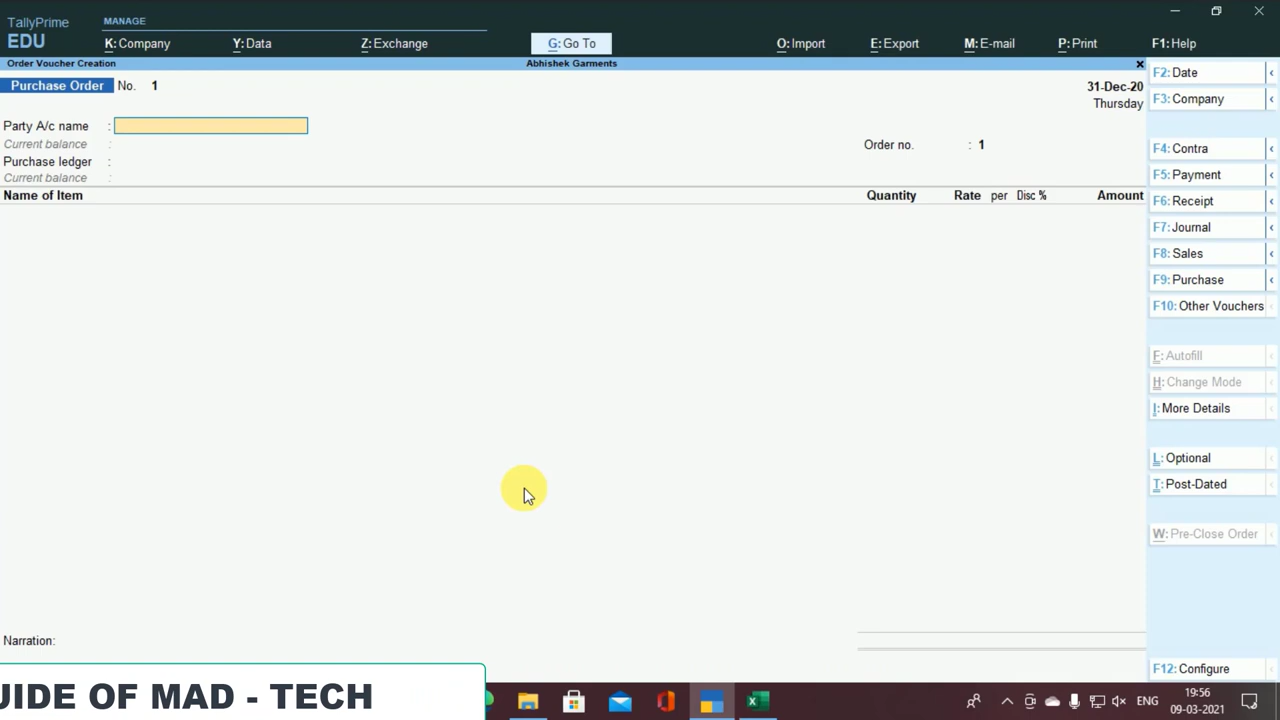 TallyPrime
EDU
MANAGE
K: Company
Y: Data
Z: Exchange
G: Go To
O: Import
E: Export
M: E-mail
P: Print
F1: Help
Order Voucher Creation
Abhishek Garments
Purchase Order No. 1
31-Dec-20
Thursday
Party A/c name :
Current balance :
Order no. : 1
Purchase ledger :
Current balance :
Name of Item
Quantity
Rate per Disc %
Amount
F2: Date
F3: Company
F4: Contra
F5: Payment
F6: Receipt
F7: Journal
F8: Sales
F9: Purchase
F10: Other Vouchers
F: Autofill
H: Change Mode
I: More Details
L: Optional
T: Post-Dated
W: Pre-Close Order
F12: Configure
Narration:
UIDE OF MAD - TECH
ENG
19:56
09-03-2021